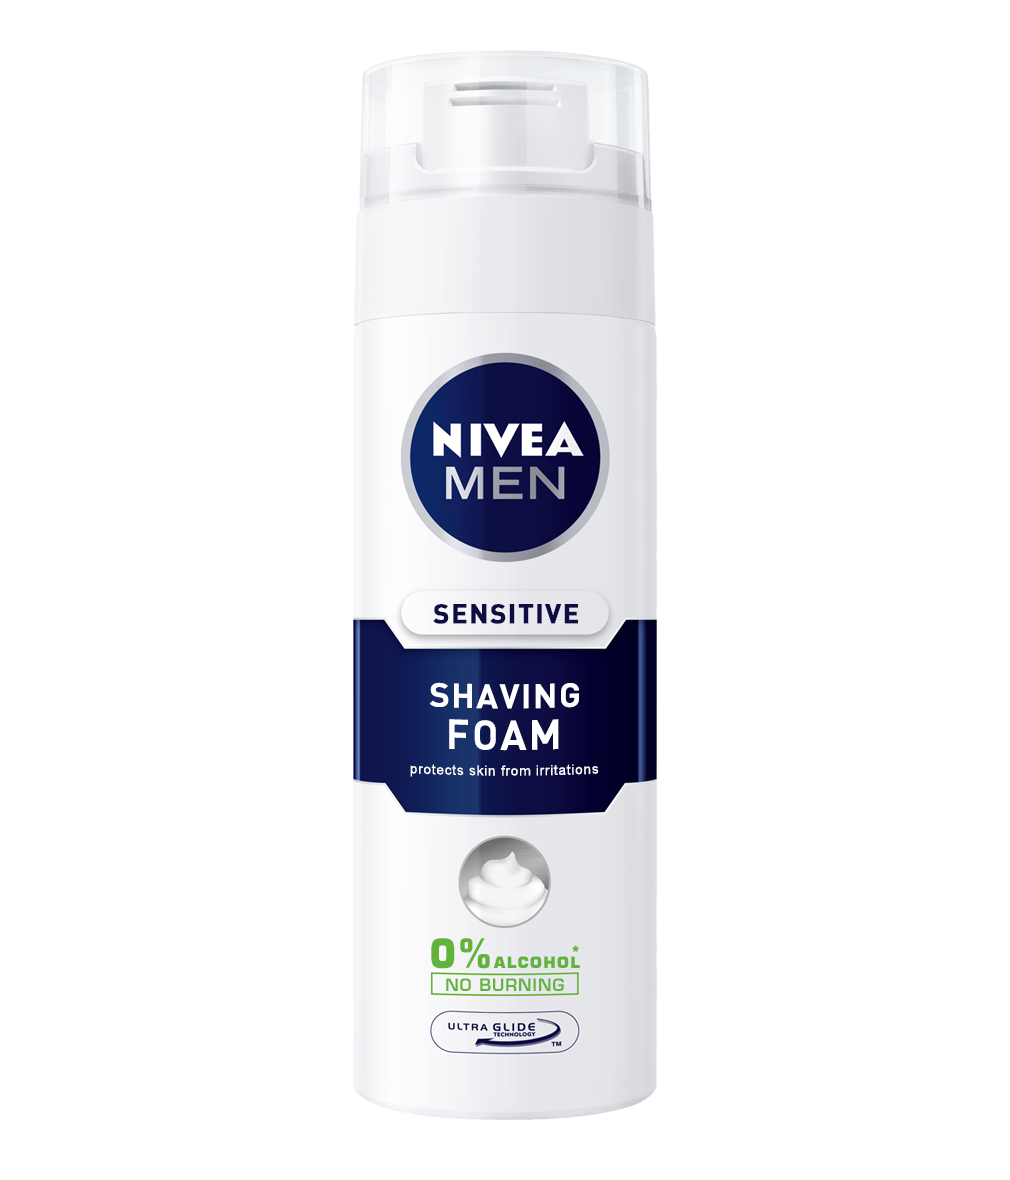 NIVEA
MEN
SENSITIVE
SHAVING
FOAM
protects skin from irritations
0% ALCOHOL*
NO BURNING
ULTRA GLIDE
TECHNOLOGY
TM